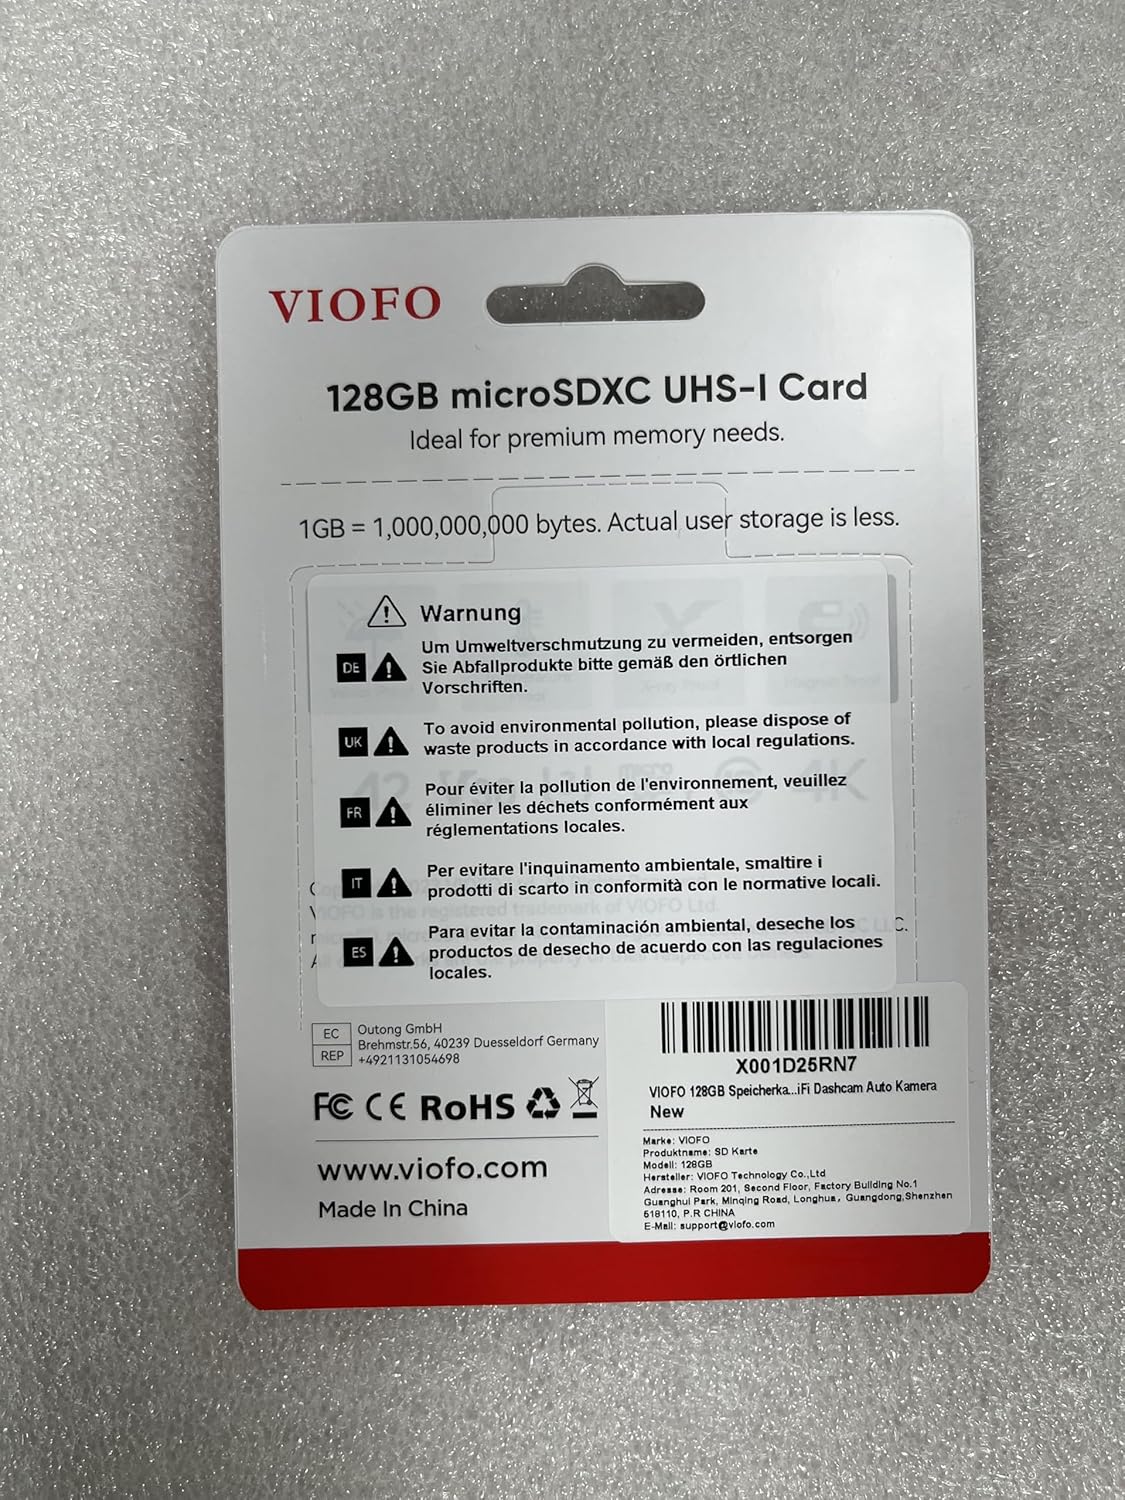 VIOFO
128GB microSDXC UHS-I Card
Ideal for premium memory needs.
1GB = 1,000,000,000 bytes. Actual user storage is less.
Warnung
DE
Um Umweltverschmutzung zu vermeiden, entsorgen
Sie Abfallprodukte bitte gemäß den örtlichen
Vorschriften.
UK
To avoid environmental pollution, please dispose of
waste products in accordance with local regulations.
FR
Pour éviter la pollution de l'environnement, veuillez
éliminer les déchets conformément aux
réglementations locales.
IT
Per evitare l'inquinamento ambientale, smaltire i
prodotti di scarto in conformità con le normative locali.
VIOFO is the registered trademark of VIOFO Ltd.
ES
Para evitar la contaminación ambiental, deseche los
productos de desecho de acuerdo con las regulaciones
locales.
EC REP
Outong GmbH
Brehmstr.56, 40239 Duesseldorf Germany
+4921131054698
FC CE RoHS
www.viofo.com
Made In China
X001D25RN7
VIOFO 128GB Speicherka...iFi Dashcam Auto Kamera
New
Marke: VIOFO
Produktname: SD Karte
Modell: 128GB
Hersteller: VIOFO Technology Co.,Ltd
Adresse: Room 201, Second Floor, Factory Building No.1
Guanghui Park, Minqing Road, Longhua, Guangdong,Shenzhen
518110, P.R CHINA
E-Mail: support@viofo.com